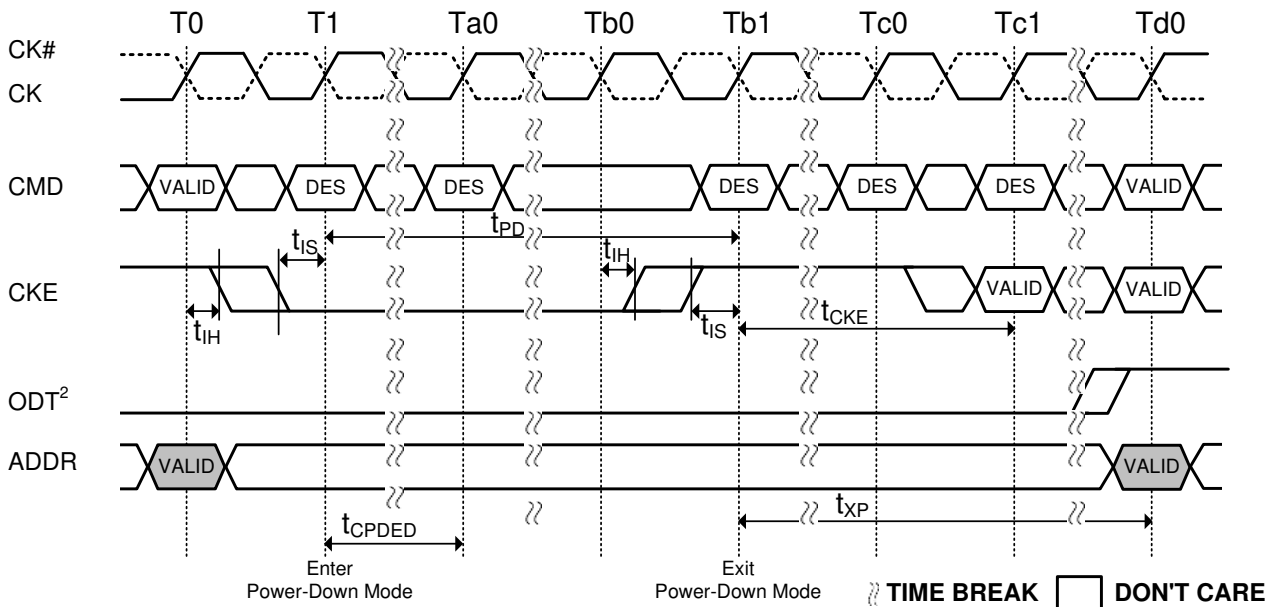 T0 T1 Ta0 Tb0 Tb1 Tc0 Tc1 Td0
CK#
CK
CMD VALID DES DES DES DES DES VALID
tIS tPD tIH
CKE VALID VALID
tIH tIS tCKE
ODT2
ADDR VALID VALID
tCPDED tXP
Enter
Power-Down Mode
Exit
Power-Down Mode
TIME BREAK DON'T CARE